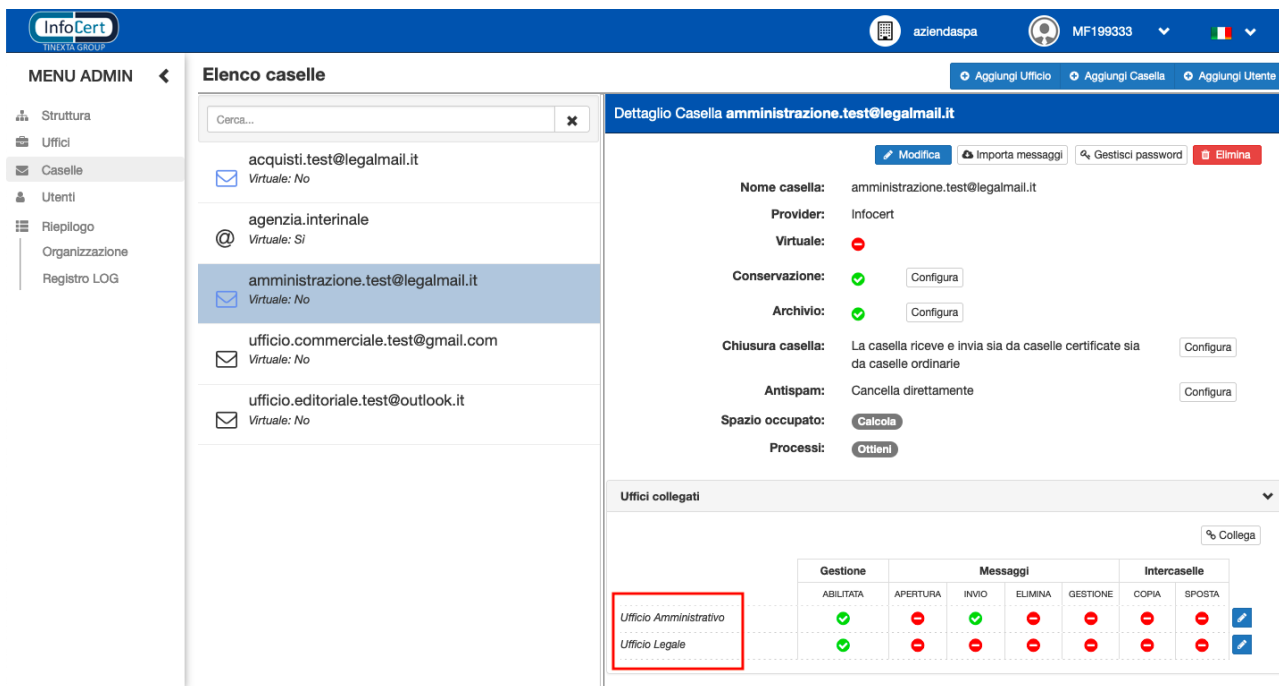 InfoCert
TINEXTA GROUP
aziendaspa
MF199333
MENU ADMIN
Elenco caselle
Aggiungi Ufficio
Aggiungi Casella
Aggiungi Utente
Struttura
Uffici
Caselle
Utenti
Riepilogo
Organizzazione
Registro LOG
Cerca...
acquisti.test@legalmail.it
Virtuale: No
agenzia.interinale
Virtuale: Sì
amministrazione.test@legalmail.it
Virtuale: No
ufficio.commerciale.test@gmail.com
Virtuale: No
ufficio.editoriale.test@outlook.it
Virtuale: No
Dettaglio Casella amministrazione.test@legalmail.it
Modifica Importa messaggi Gestisci password Elimina
Nome casella: amministrazione.test@legalmail.it
Provider: Infocert
Virtuale:
Conservazione: Configura
Archivio: Configura
Chiusura casella: La casella riceve e invia sia da caselle certificate sia Configura
da caselle ordinarie
Antispam: Cancella direttamente Configura
Spazio occupato: Calcola
Processi: Ottieni
Uffici collegati
Collega
Gestione Messaggi Intercaselle
ABILITATA APERTURA INVIO ELIMINA GESTIONE COPIA SPOSTA
Ufficio Amministrativo
Ufficio Legale